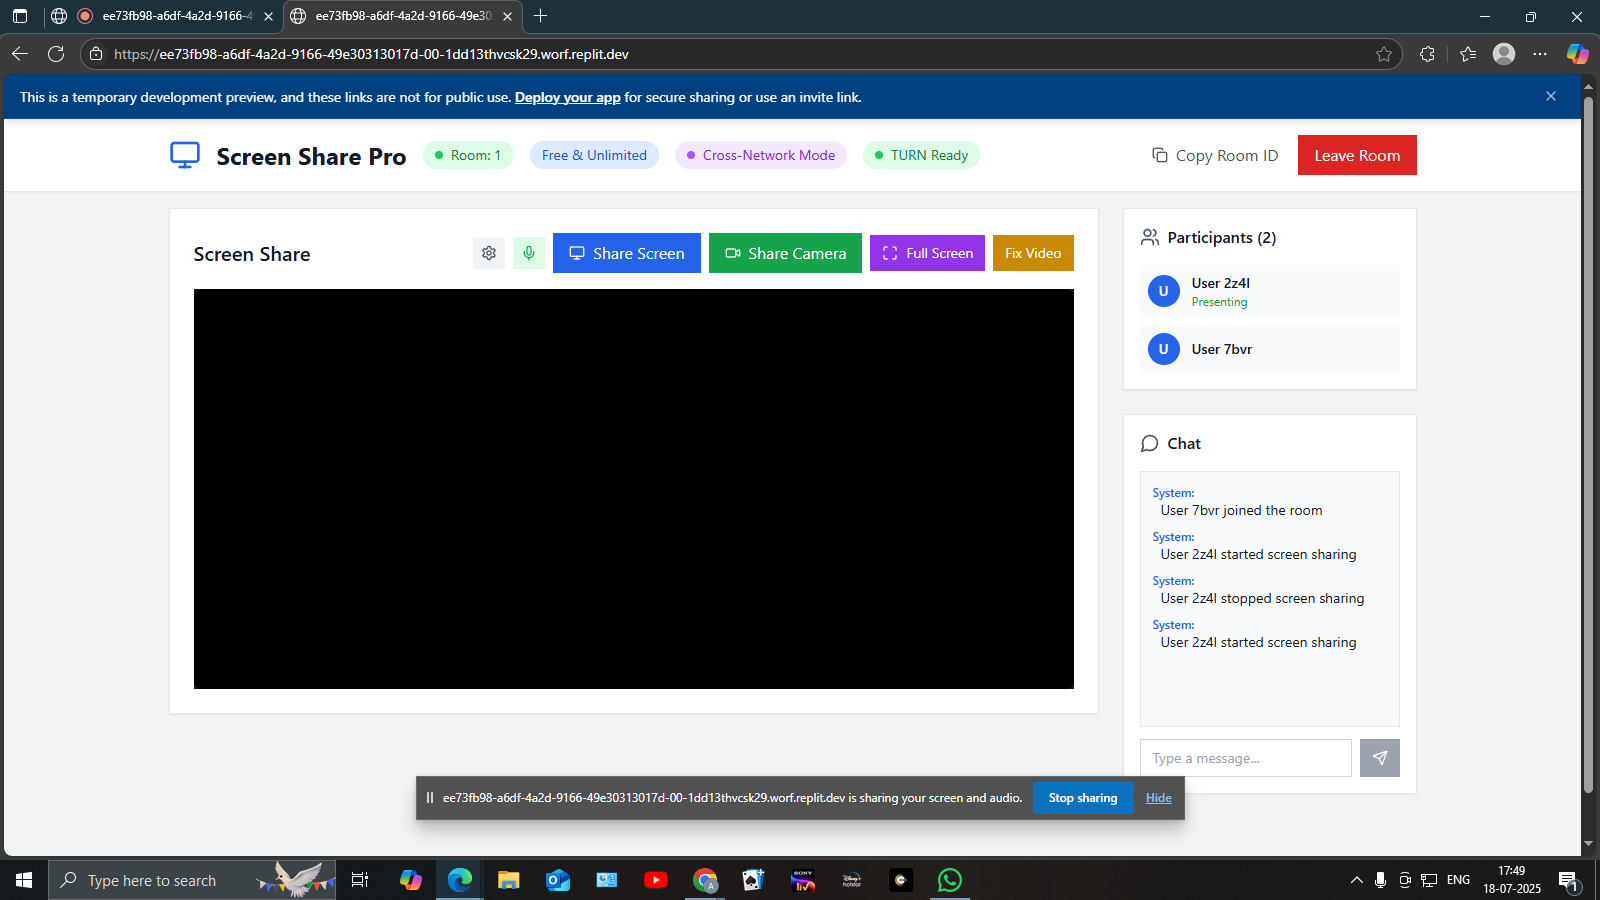 ee73fb98-a6df-4a2d-9166-4
ee73fb98-a6df-4a2d-9166-49e30
https://ee73fb98-a6df-4a2d-9166-49e30313017d-00-1dd13thvcsk29.worf.replit.dev
This is a temporary development preview, and these links are not for public use. Deploy your app for secure sharing or use an invite link.
Screen Share Pro
Room: 1
Free & Unlimited
Cross-Network Mode
TURN Ready
Copy Room ID
Leave Room
Screen Share
Share Screen
Share Camera
Full Screen
Fix Video
Participants (2)
U
User 2z4l
Presenting
U
User 7bvr
Chat
System:
User 7bvr joined the room
System:
User 2z4l started screen sharing
System:
User 2z4l stopped screen sharing
System:
User 2z4l started screen sharing
Type a message...
ee73fb98-a6df-4a2d-9166-49e30313017d-00-1dd13thvcsk29.worf.replit.dev is sharing your screen and audio.
Stop sharing
Hide
Type here to search
A
SONY
liv
Disney+
hotstar
ENG
17:49
18-07-2025
1